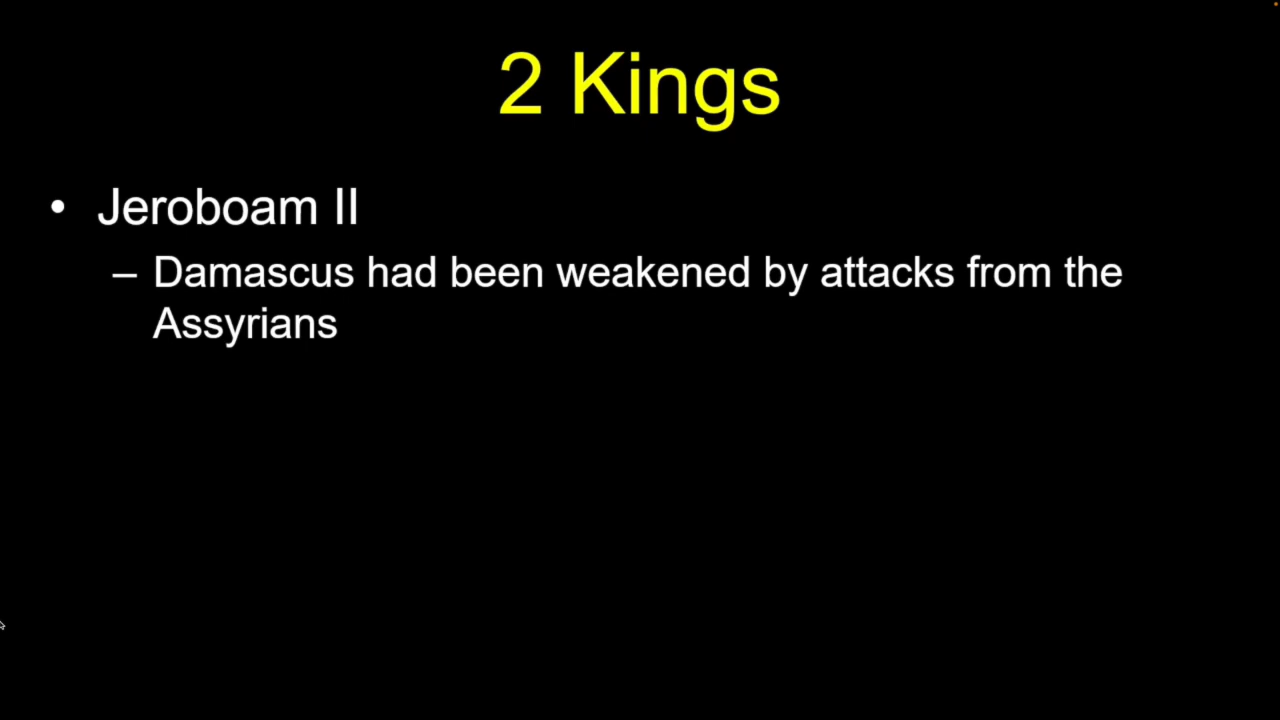 2 Kings
• Jeroboam II
– Damascus had been weakened by attacks from the
Assyrians